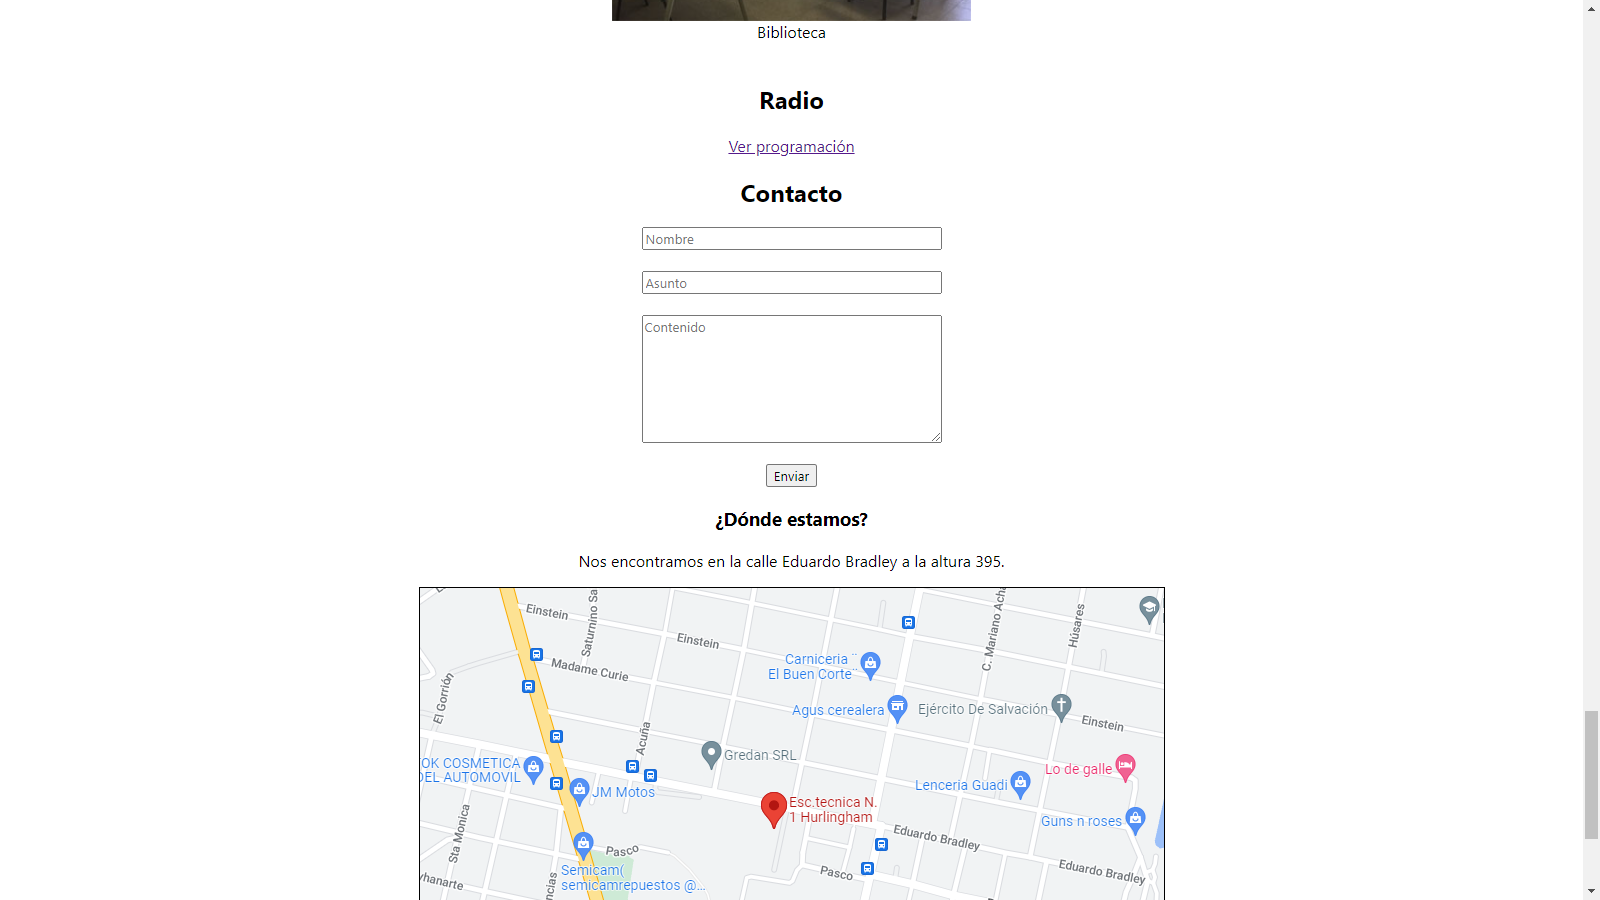 Biblioteca
Radio
Ver programación
Contacto
Nombre
Asunto
Contenido
Enviar
¿Dónde estamos?
Nos encontramos en la calle Eduardo Bradley a la altura 395.
Einstein
Saturnino Sa
Einstein
C. Mariano Acha
Húsares
Madame Curie
Carniceria ¨
El Buen Corte¨
El Gorrión
Agus cerealera
Ejército De Salvación
Einstein
Acuña
Gredan SRL
OK COSMETICA
DEL AUTOMOVIL
Lo de galle
JM Motos
Lenceria Guadi
Esc.tecnica N.
1 Hurlingham
Guns n roses
Sta Monica
Eduardo Bradley
Pasco
Eduardo Bradley
Pasco
Semicam(
semicamrepuestos @...
yhanarte
ncias